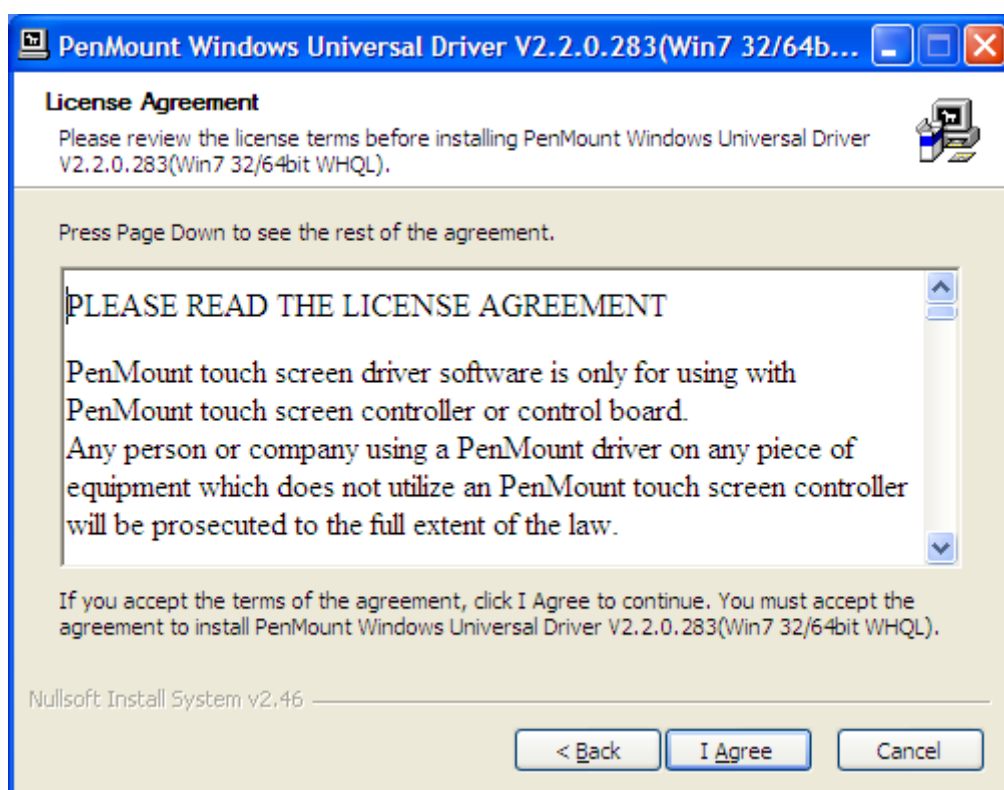 PenMount Windows Universal Driver V2.2.0.283(Win7 32/64b...
License Agreement
Please review the license terms before installing PenMount Windows Universal Driver
V2.2.0.283(Win7 32/64bit WHQL).
Press Page Down to see the rest of the agreement.
PLEASE READ THE LICENSE AGREEMENT
PenMount touch screen driver software is only for using with
PenMount touch screen controller or control board.
Any person or company using a PenMount driver on any piece of
equipment which does not utilize an PenMount touch screen controller
will be prosecuted to the full extent of the law.
If you accept the terms of the agreement, click I Agree to continue. You must accept the
agreement to install PenMount Windows Universal Driver V2.2.0.283(Win7 32/64bit WHQL).
Nullsoft Install System v2.46
< Back I Agree Cancel